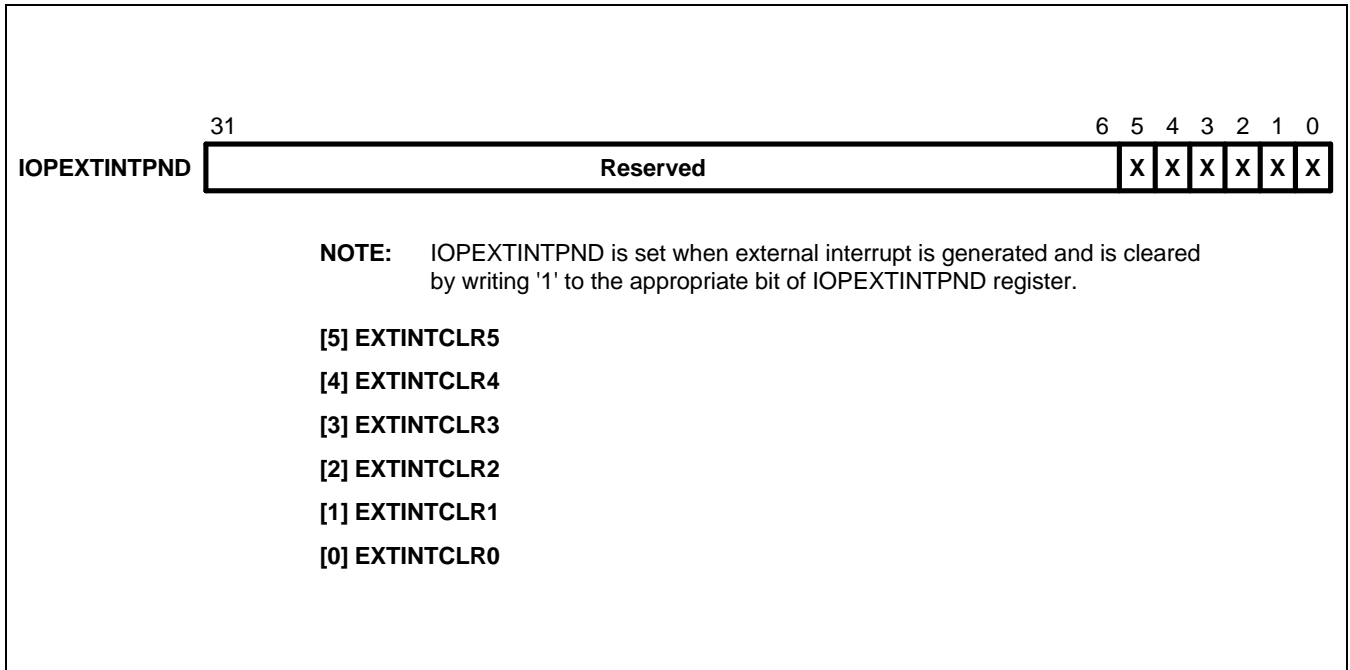 31 6 5 4 3 2 1 0
IOPEXTINTPND Reserved X X X X X X
NOTE: IOPEXTINTPND is set when external interrupt is generated and is cleared
by writing '1' to the appropriate bit of IOPEXTINTPND register.
[5] EXTINTCLR5
[4] EXTINTCLR4
[3] EXTINTCLR3
[2] EXTINTCLR2
[1] EXTINTCLR1
[0] EXTINTCLR0